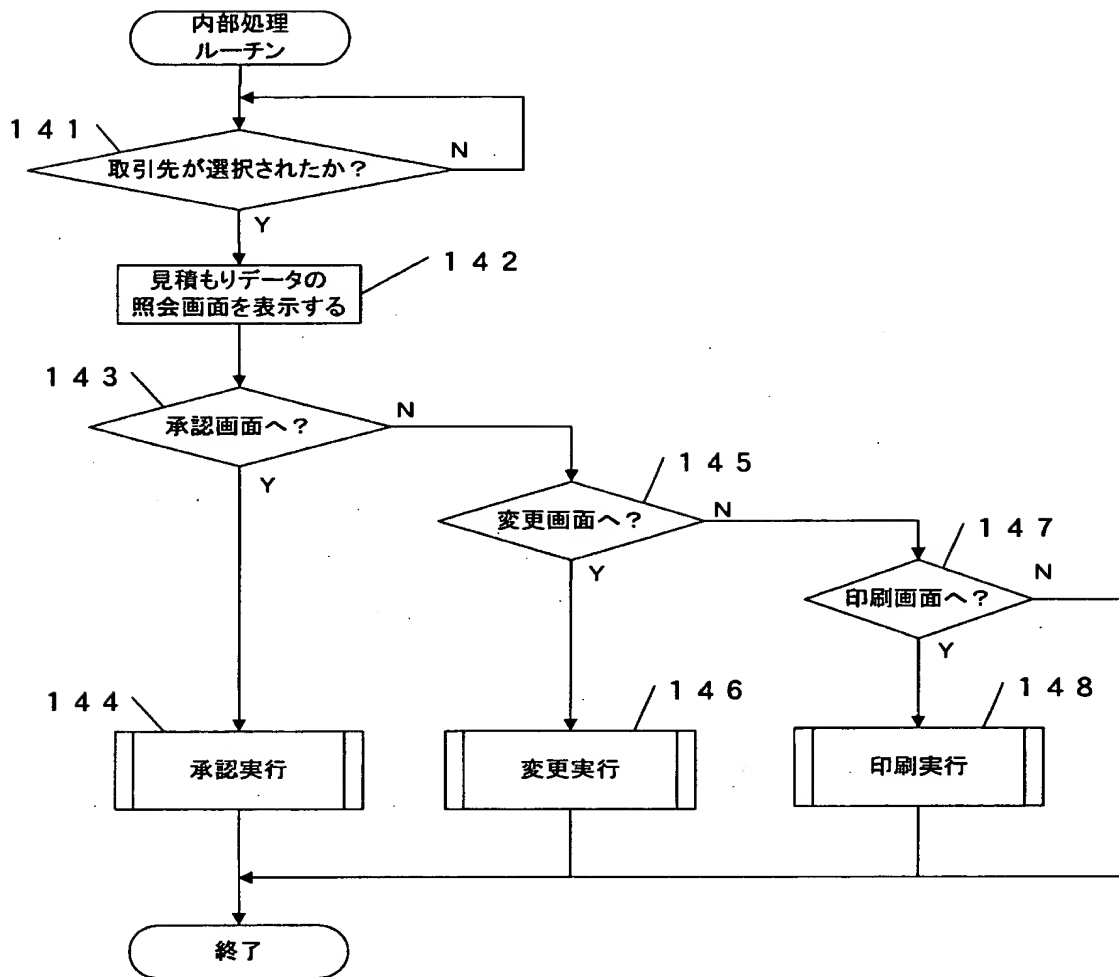 内部処理
ルーチン
１４１
取引先が選択されたか？
N
Y
見積もりデータの
照会画面を表示する
１４２
１４３
承認画面へ？
N
Y
１４５
変更画面へ？
N
Y
１４７
印刷画面へ？
N
Y
１４４
承認実行
１４６
変更実行
１４８
印刷実行
終了